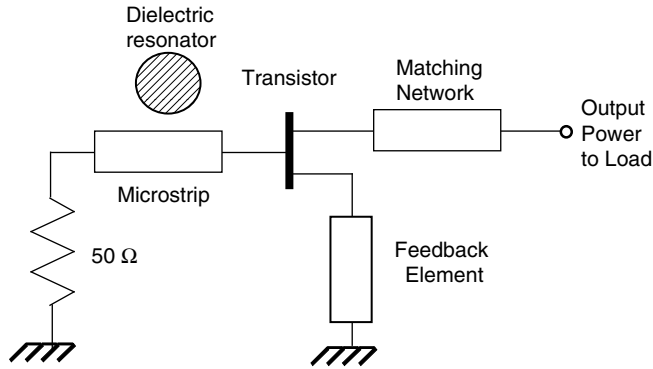 Dielectric
resonator
Transistor
Matching
Network
Output
Power
to Load
Microstrip
50 Ω
Feedback
Element